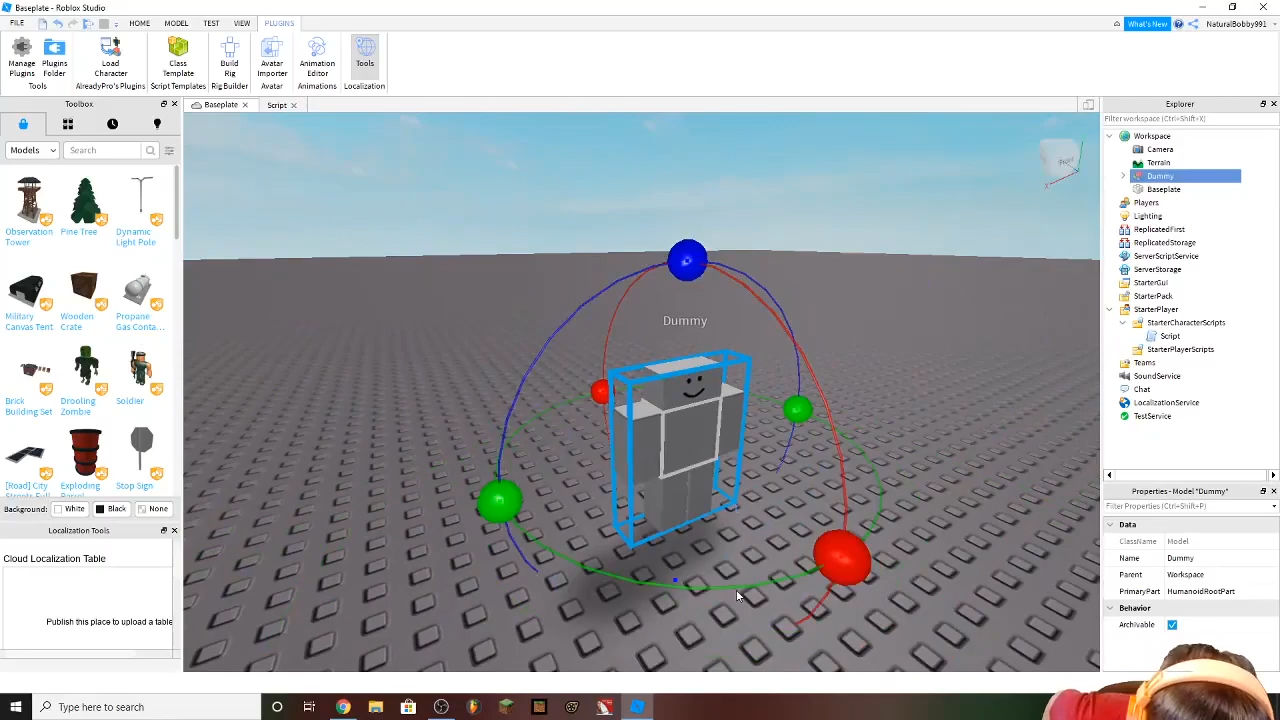 Baseplate - Roblox Studio
FILE HOME MODEL TEST VIEW PLUGINS What's New NaturalBobby991
Manage Plugins
Plugins Folder
Load Character
Class Template
Build Rig
Avatar Importer
Animation Editor
Tools
Tools AlreadyPro's Plugins Script Templates Rig Builder Avatar Animations Localization
Toolbox
Baseplate Script
Explorer
Filter workspace (Ctrl+Shift+X)
Models Search
Observation Tower
Pine Tree
Dynamic Light Pole
Military Canvas Tent
Wooden Crate
Propane Gas Conta...
Brick Building Set
Drooling Zombie
Soldier
[Road] City
Exploding
Stop Sign
Background: White Black None
Localization Tools
Cloud Localization Table
Publish this place to upload a table
Dummy
Front
X
Workspace
Camera
Terrain
Dummy
Baseplate
Players
Lighting
ReplicatedFirst
ReplicatedStorage
ServerScriptService
ServerStorage
StarterGui
StarterPack
StarterPlayer
StarterCharacterScripts
Script
StarterPlayerScripts
Teams
SoundService
Chat
LocalizationService
TestService
Properties - Model "Dummy"
Filter Properties (Ctrl+Shift+P)
Data
ClassName Model
Name Dummy
Parent Workspace
PrimaryPart HumanoidRootPart
Behavior
Archivable
Type here to search